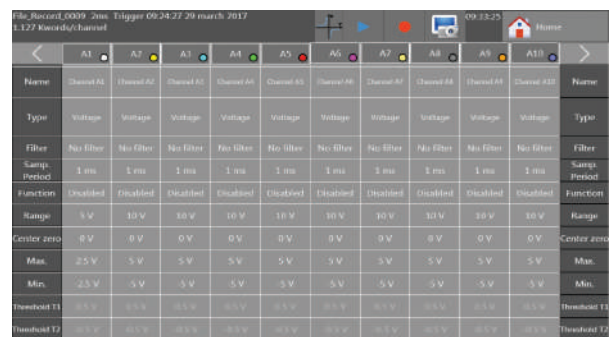 File_Record_0009 2ms Trigger 09:24:27 29 march 2017
1.127 Kwords/channel
09:33:25
Home
A1 A2 A3 A4 A5 A6 A7 A8 A9 A10
Name Channel A1 Channel A2 Channel A3 Channel A4 Channel A5 Channel A6 Channel A7 Channel A8 Channel A9 Channel A10 Name
Type Voltage Voltage Voltage Voltage Voltage Voltage Voltage Voltage Voltage Voltage Type
Filter No filter No filter No filter No filter No filter No filter No filter No filter No filter No filter Filter
Samp. Period 1 ms 1 ms 1 ms 1 ms 1 ms 1 ms 1 ms 1 ms 1 ms 1 ms Samp. Period
Function Disabled Disabled Disabled Disabled Disabled Disabled Disabled Disabled Disabled Disabled Function
Range 5 V 10 V 10 V 10 V 10 V 10 V 10 V 10 V 10 V 10 V Range
Center zero 0 V 0 V 0 V 0 V 0 V 0 V 0 V 0 V 0 V 0 V Center zero
Max. 2.5 V 5 V 5 V 5 V 5 V 5 V 5 V 5 V 5 V 5 V Max.
Min. -2.5 V -5 V -5 V -5 V -5 V -5 V -5 V -5 V -5 V -5 V Min.
Threshold T1 Threshold T1
Threshold T2 Threshold T2